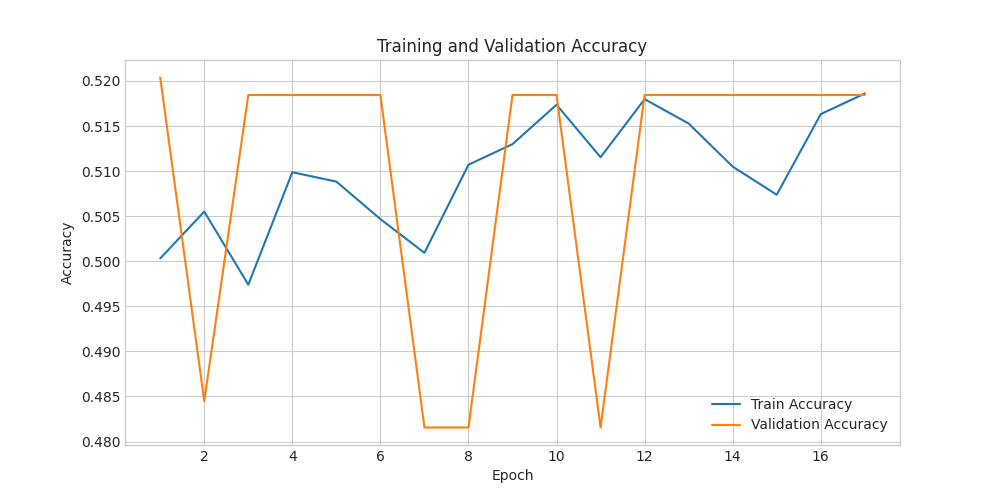 Training and Validation Accuracy
0.520
0.515
0.510
0.505
0.500
0.495
0.490
0.485
0.480
Accuracy
2 4 6 8 10 12 14 16
Epoch
Train Accuracy
Validation Accuracy